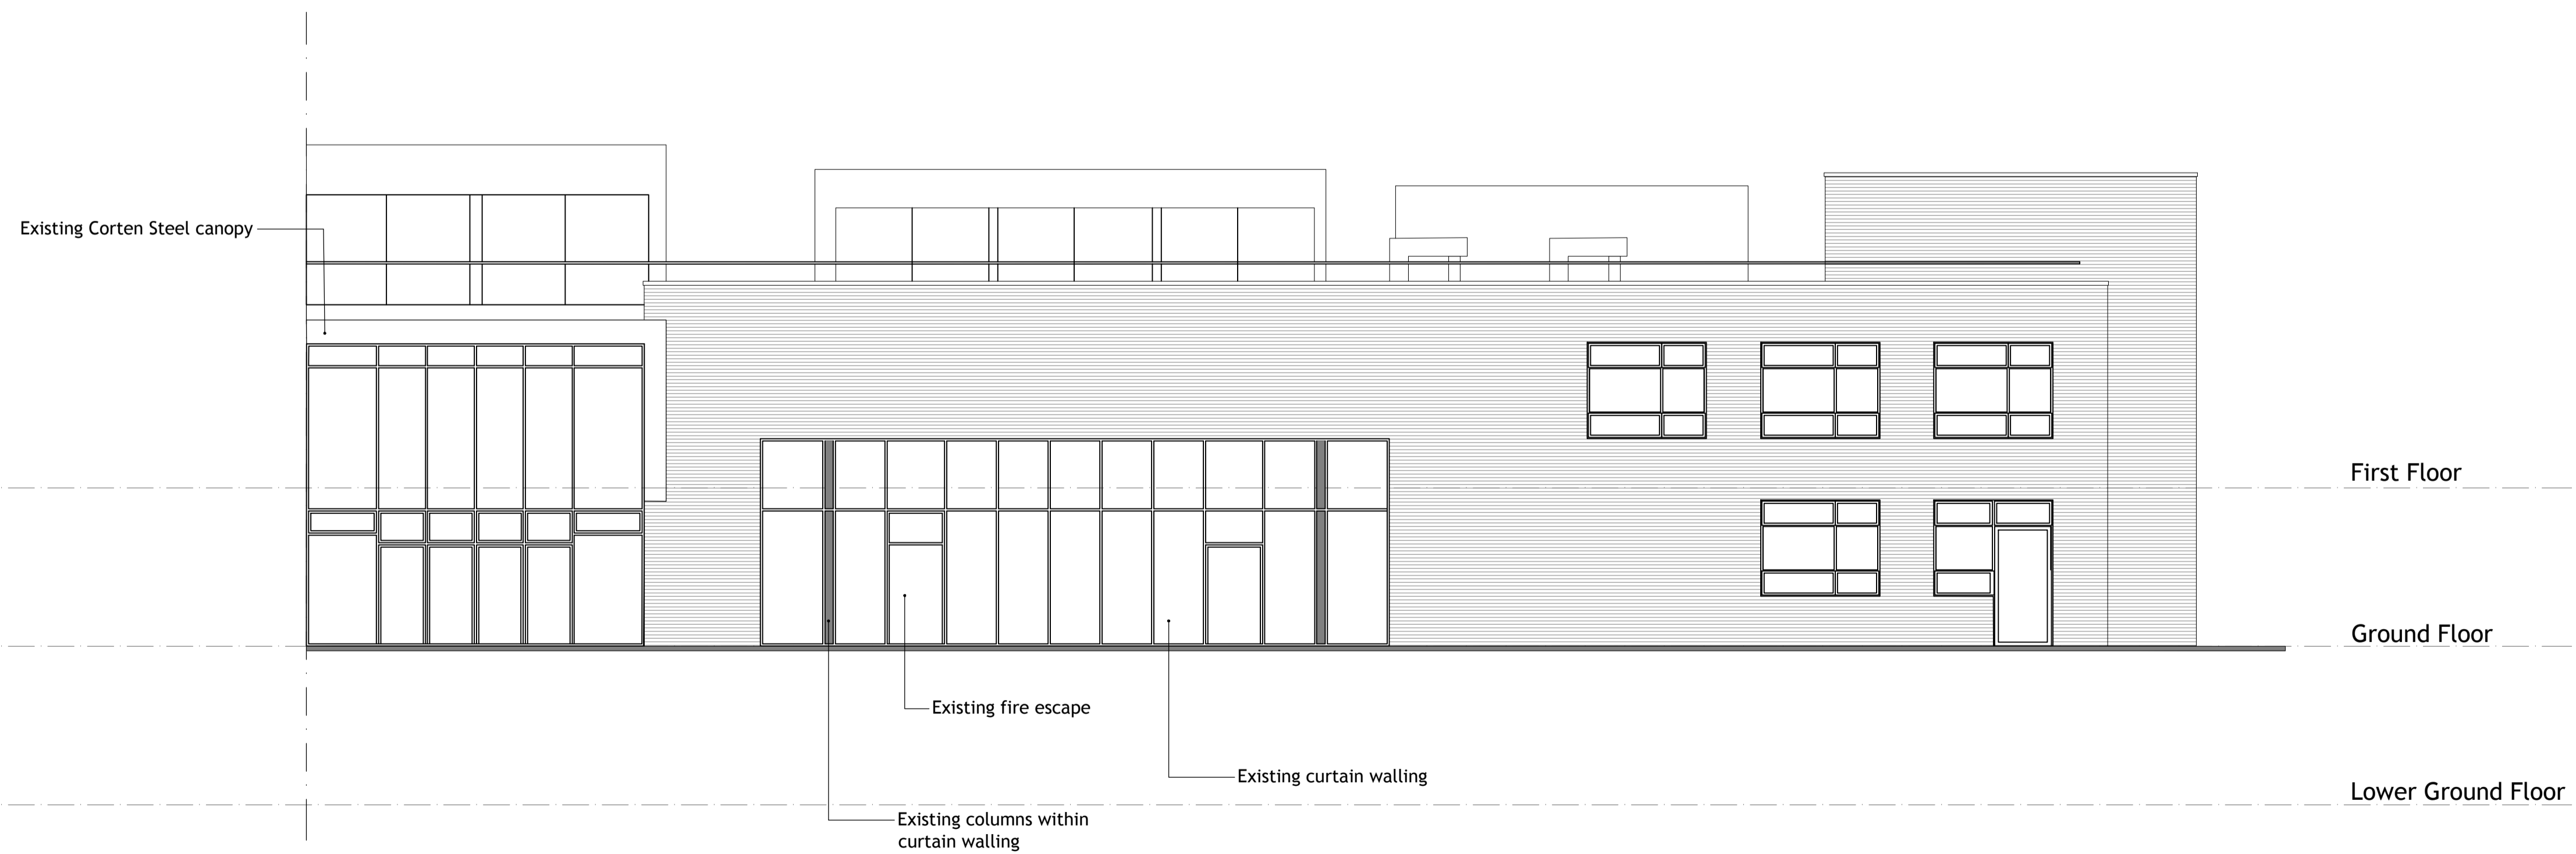 Existing Corten Steel canopy
First Floor
Ground Floor
Existing fire escape
Existing curtain walling
Lower Ground Floor
Existing columns within
curtain walling